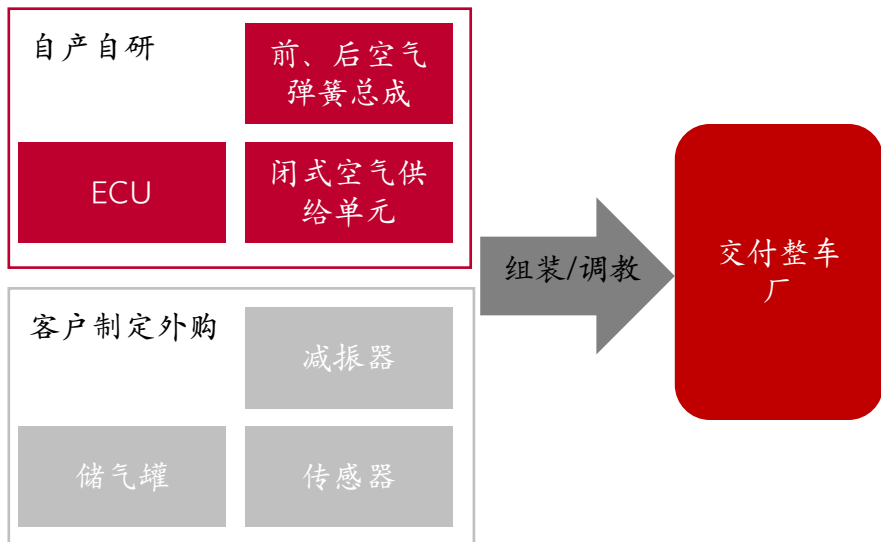 自产自研
前、后空气
弹簧总成
ECU
闭式空气供
给单元
组装/调教
交付整车
厂
客户制定外购
减振器
储气罐
传感器